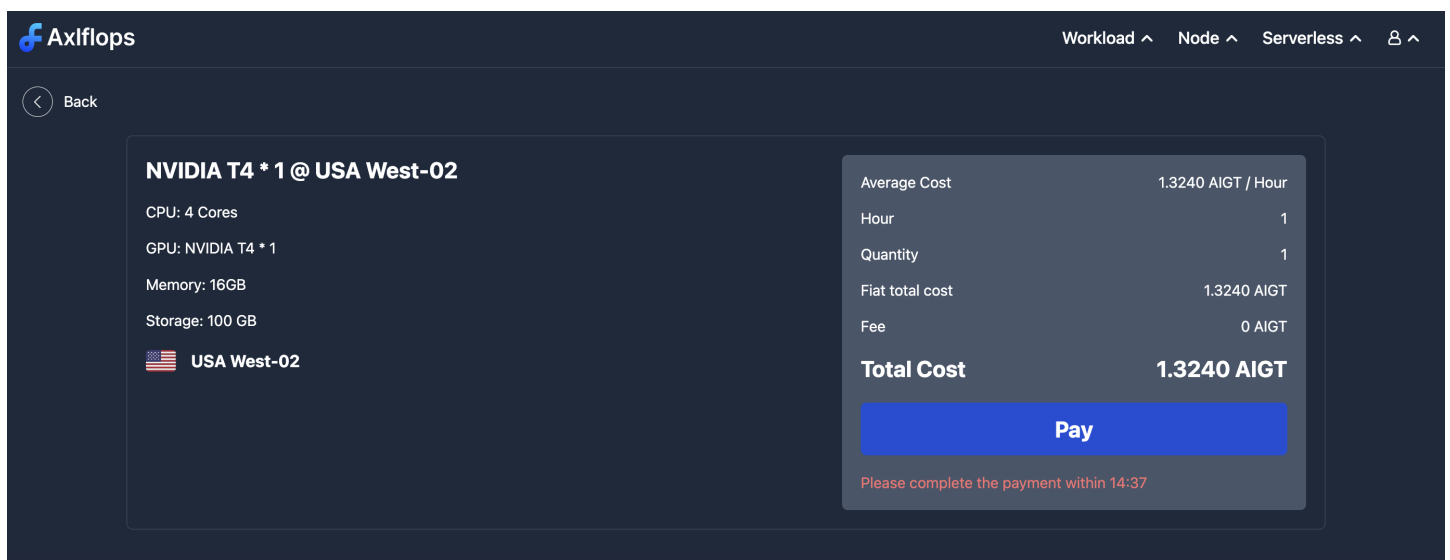 Axlflops
Workload Node Serverless
Back
NVIDIA T4 * 1 @ USA West-02
CPU: 4 Cores
GPU: NVIDIA T4 * 1
Memory: 16GB
Storage: 100 GB
USA West-02
Average Cost 1.3240 AIGT / Hour
Hour 1
Quantity 1
Fiat total cost 1.3240 AIGT
Fee 0 AIGT
Total Cost 1.3240 AIGT
Pay
Please complete the payment within 14:37